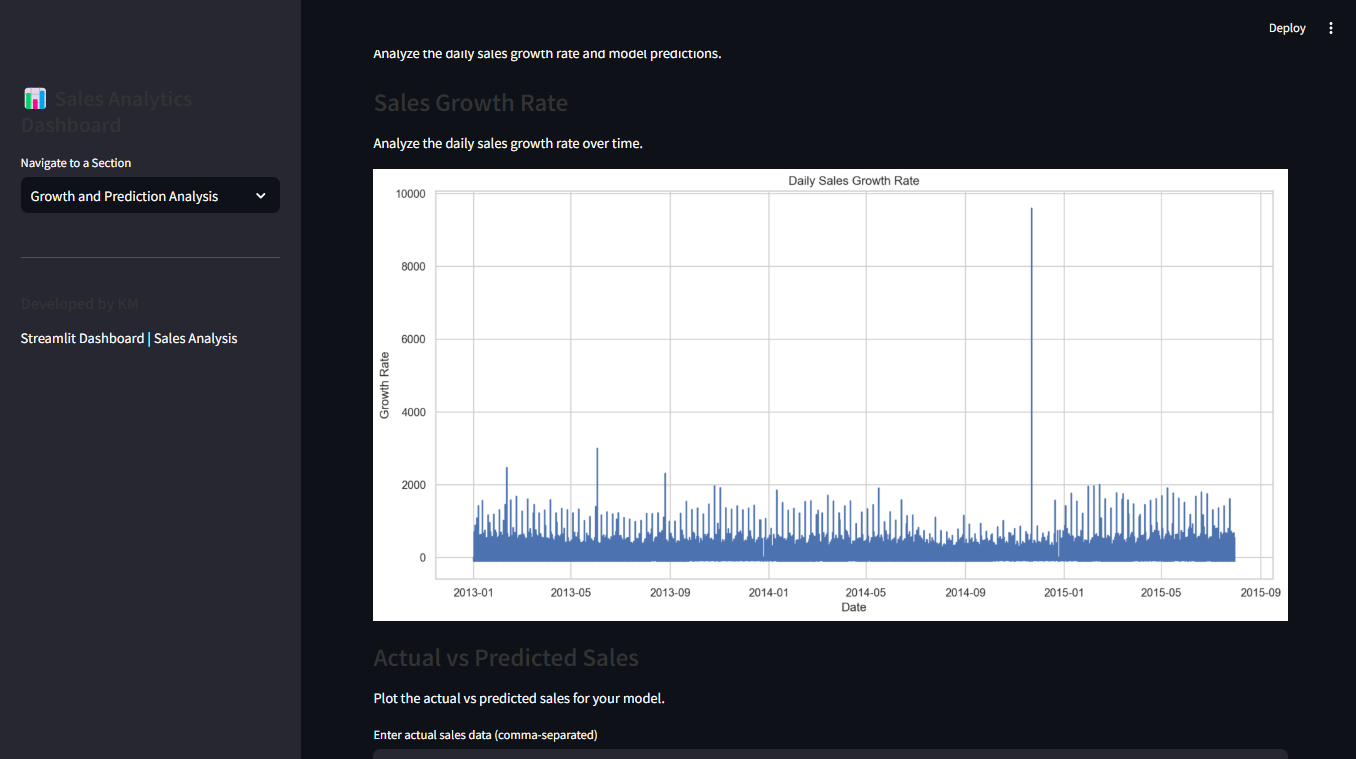 Deploy
Analyze the daily sales growth rate and model predictions.
Sales Analytics
Dashboard
Navigate to a Section
Growth and Prediction Analysis
Developed by KM
Streamlit Dashboard | Sales Analysis
Sales Growth Rate
Analyze the daily sales growth rate over time.
Daily Sales Growth Rate
10000
8000
6000
4000
2000
0
Growth Rate
2013-01 2013-05 2013-09 2014-01 2014-05 2014-09 2015-01 2015-05 2015-09
Date
Actual vs Predicted Sales
Plot the actual vs predicted sales for your model.
Enter actual sales data (comma-separated)